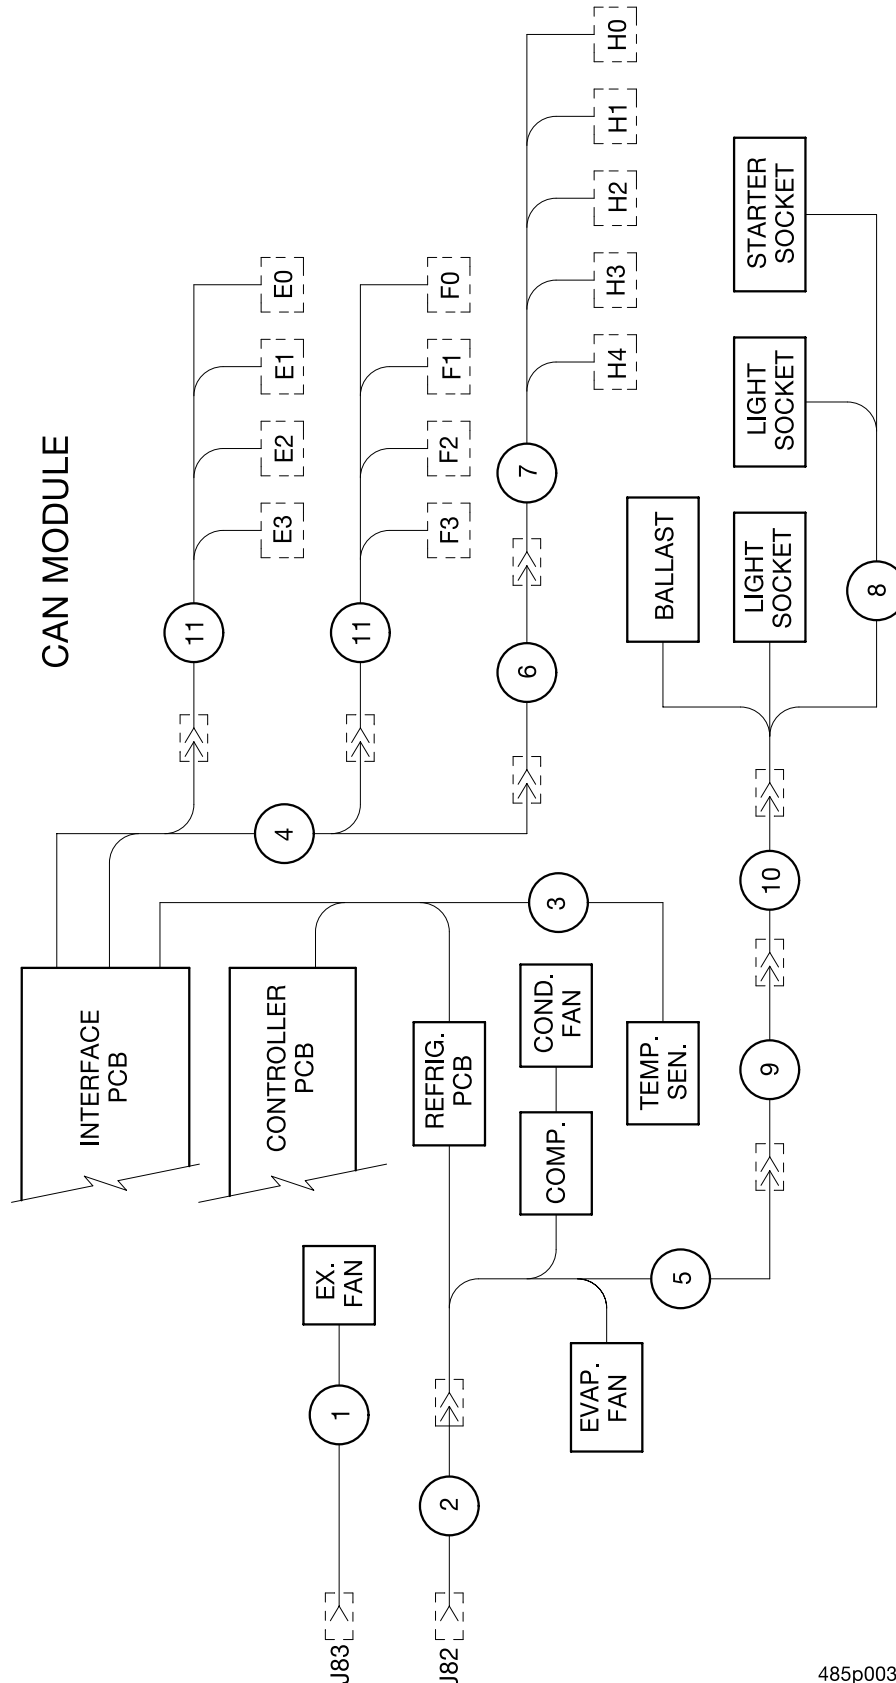 CAN MODULE
J83
1
EX.
FAN
J82
2
INTERFACE
PCB
CONTROLLER
PCB
REFRIG.
PCB
COMP.
COND.
FAN
EVAP.
FAN
TEMP.
SEN.
3
4
5
11
E3
E2
E1
E0
11
F3
F2
F1
F0
6
7
H4
H3
H2
H1
H0
9
10
BALLAST
LIGHT
SOCKET
8
LIGHT
SOCKET
STARTER
SOCKET
485p003